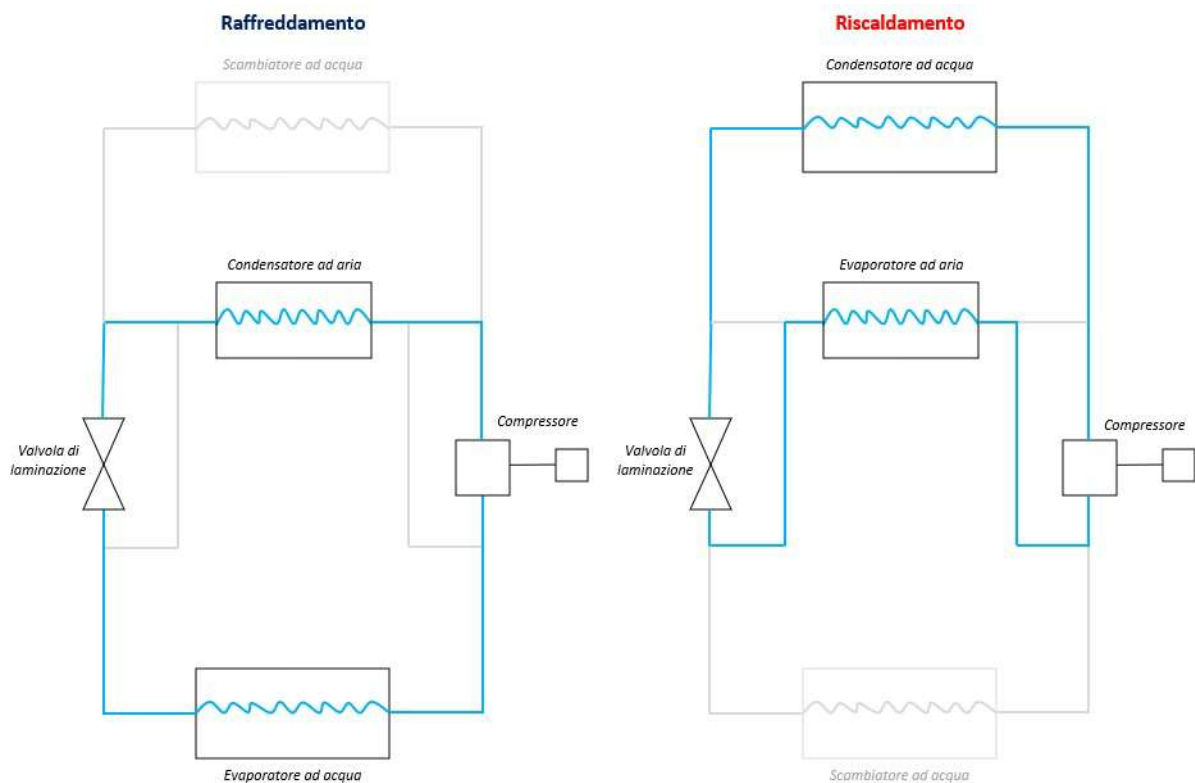 Raffreddamento
Scambiatore ad acqua
Condensatore ad aria
Compressore
Valvola di
laminazione
Evaporatore ad acqua
Riscaldamento
Condensatore ad acqua
Evaporatore ad aria
Compressore
Valvola di
laminazione
Scambiatore ad acqua